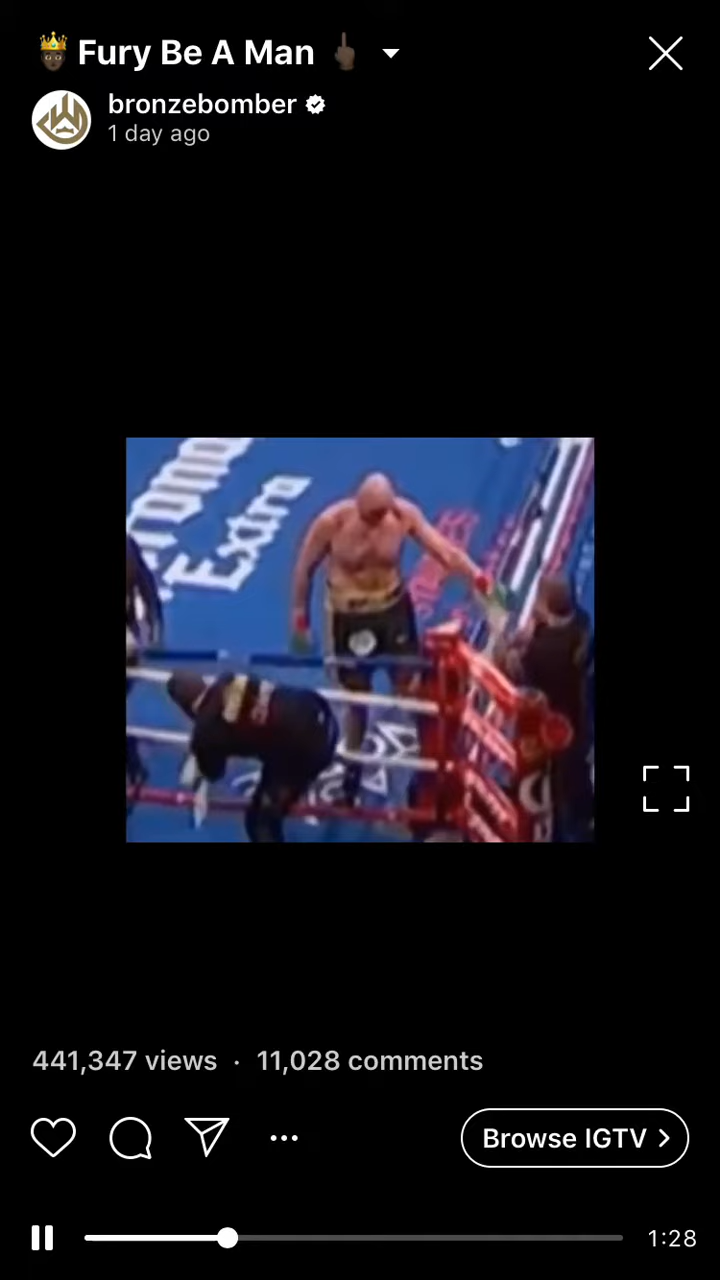 Fury Be A Man
bronzebomber
1 day ago
Extra
441,347 views · 11,028 comments
Browse IGTV >
1:28